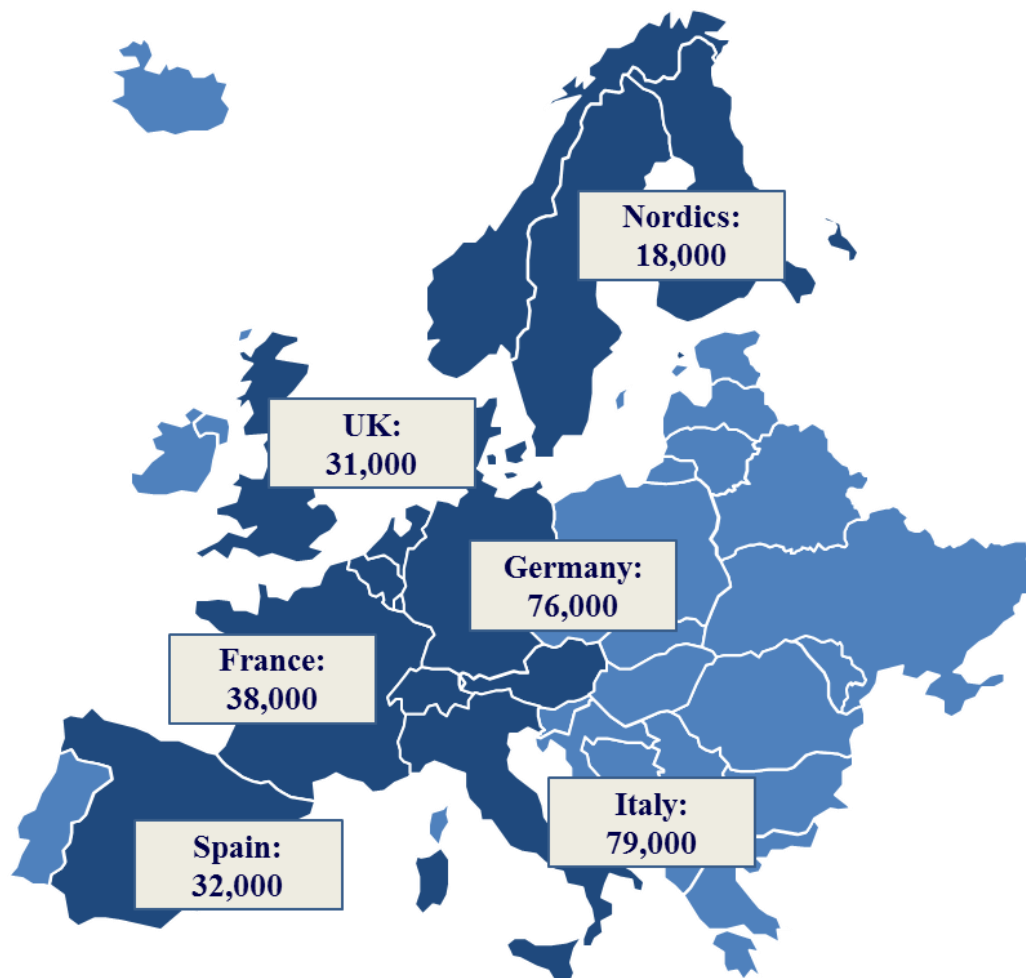 Nordics:
18,000
UK:
31,000
Germany:
76,000
France:
38,000
Italy:
79,000
Spain:
32,000